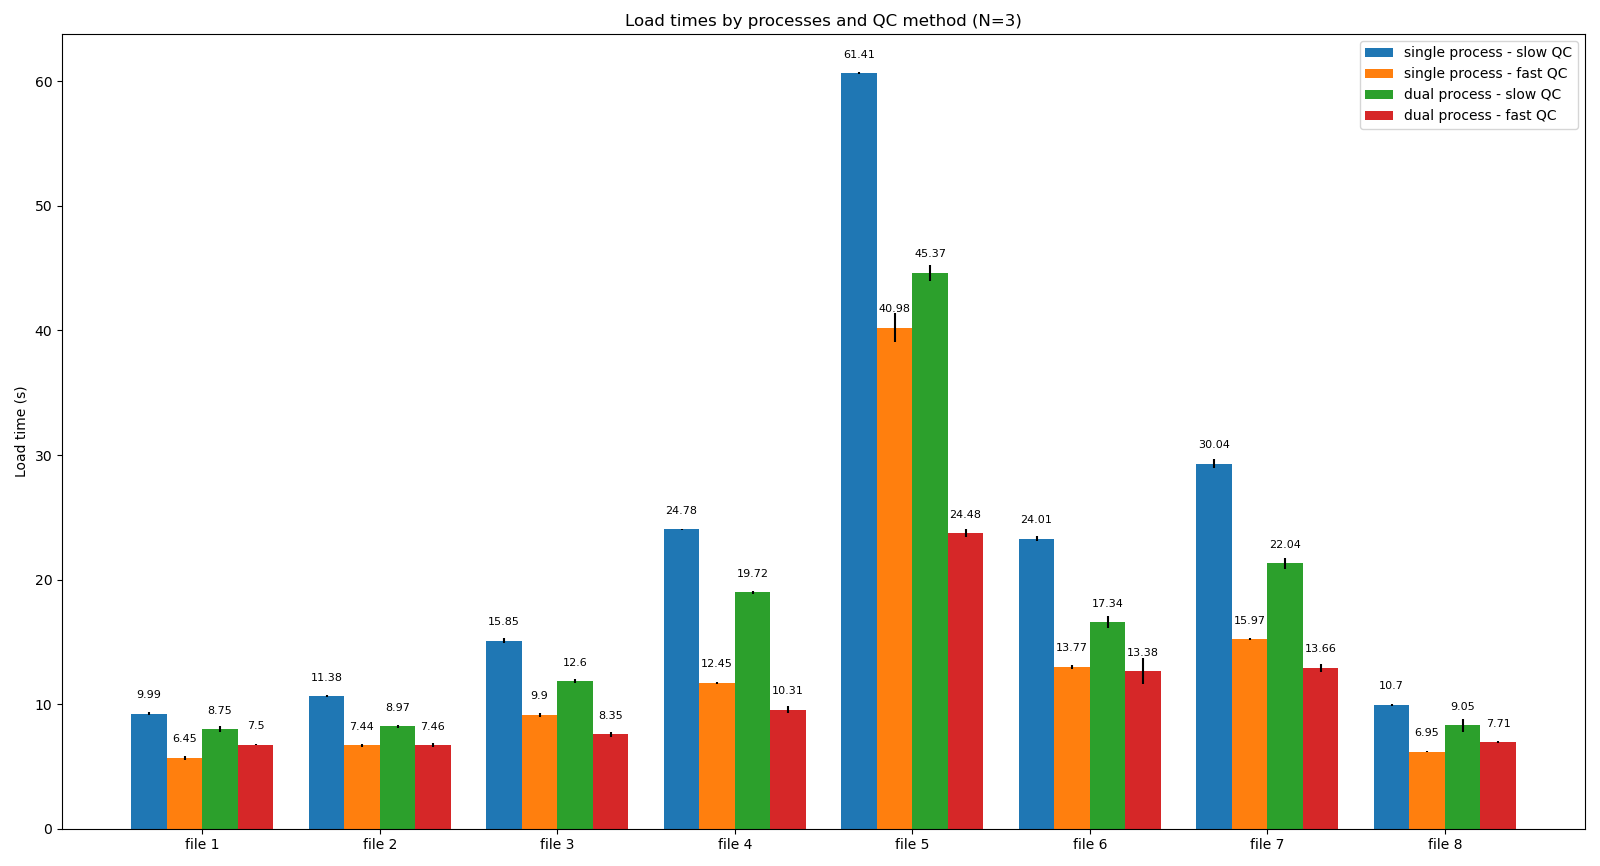 Load times by processes and QC method (N=3)
single process - slow QC
single process - fast QC
dual process - slow QC
dual process - fast QC
Load time (s)
60
50
40
30
20
10
0
9.99
6.45
8.75
7.5
11.38
7.44
8.97
7.46
15.85
9.9
12.6
8.35
24.78
12.45
19.72
10.31
61.41
40.98
45.37
24.48
24.01
13.77
17.34
13.38
30.04
15.97
22.04
13.66
10.7
6.95
9.05
7.71
file 1
file 2
file 3
file 4
file 5
file 6
file 7
file 8